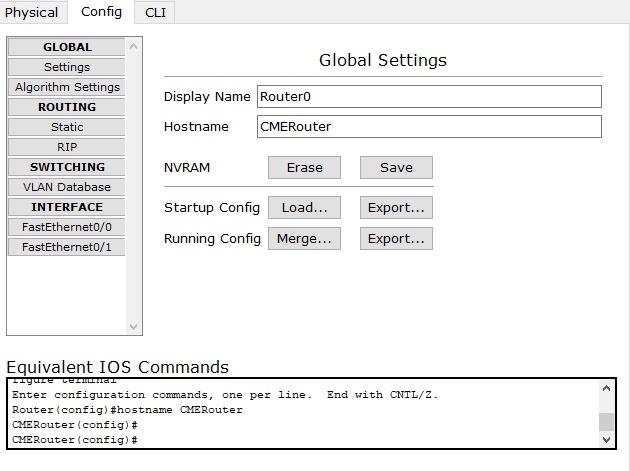 Physical Config CLI
GLOBAL
Settings
Algorithm Settings
ROUTING
Static
RIP
SWITCHING
VLAN Database
INTERFACE
FastEthernet0/0
FastEthernet0/1
Global Settings
Display Name Router0
Hostname CMERouter
NVRAM Erase Save
Startup Config Load... Export...
Running Config Merge... Export...
Equivalent IOS Commands
figure terminal
Enter configuration commands, one per line.  End with CNTL/Z.
Router(config)#hostname CMERouter
CMERouter(config)#
CMERouter(config)#